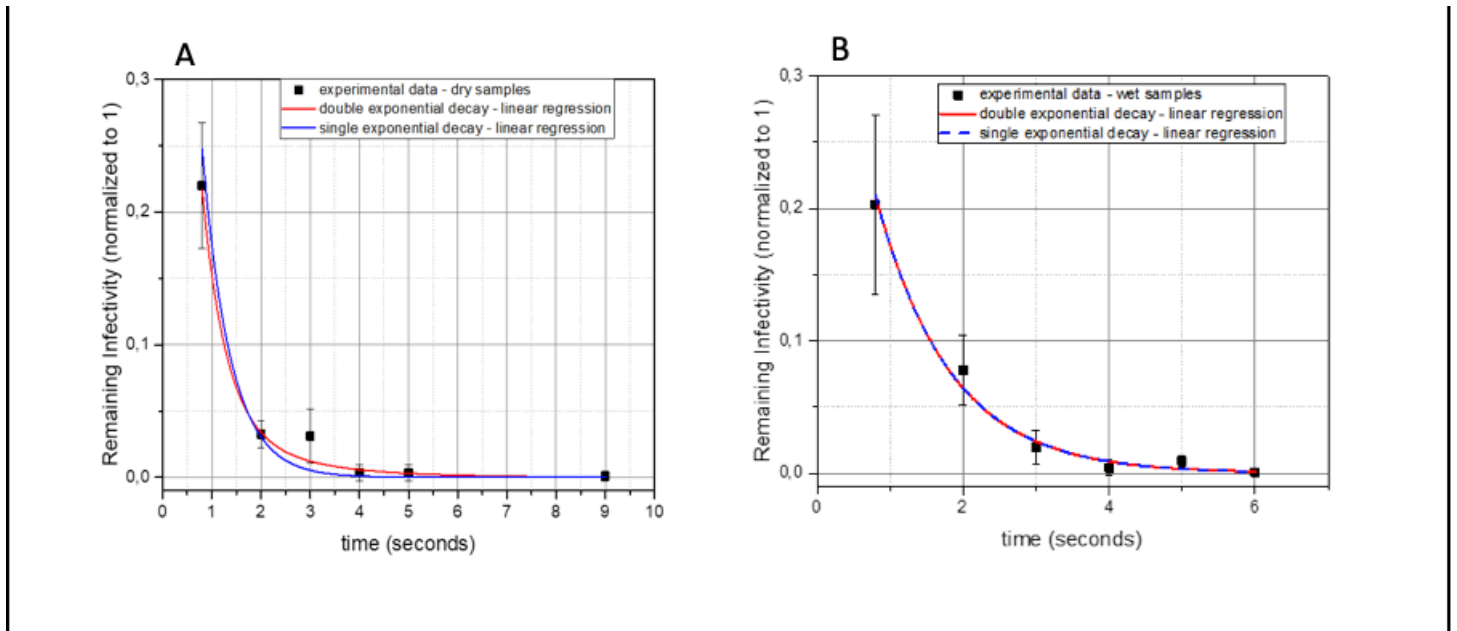 A
experimental data - dry samples
double exponential decay - linear regression
single exponential decay - linear regression
Remaining Infectivity (normalized to 1)
0,3
0,2
0,1
0,0
0 1 2 3 4 5 6 7 8 9 10
time (seconds)
B
experimental data - wet samples
double exponential decay - linear regression
single exponential decay - linear regression
Remaining Infectivity (normalized to 1)
0,3
0,2
0,1
0,0
0 2 4 6
time (seconds)